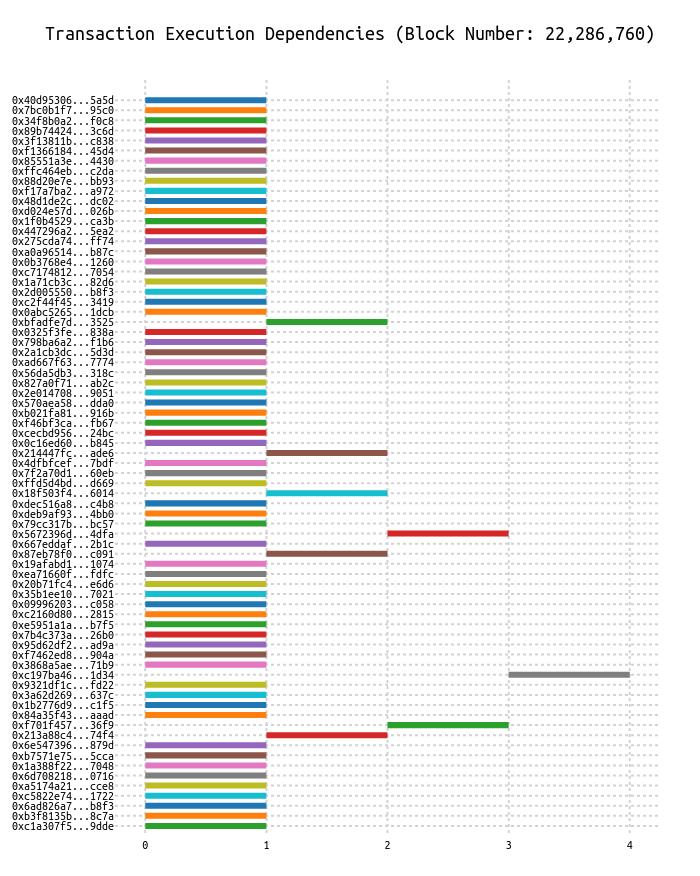 Transaction Execution Dependencies (Block Number: 22,286,760)
0x40d95306...5a5d
0x7bc0b1f7...95c0
0x34f8b0a2...f0c8
0x89b74424...3c6d
0x3f13811b...c838
0xf1366184...45d4
0x85551a3e...4430
0xffc464eb...c2da
0x88d20e7e...bb93
0xf17a7ba2...a972
0x48d1de2c...dc02
0xd024e57d...026b
0x1f0b4529...ca3b
0x447296a2...5ea2
0x275cda74...ff74
0xa0a96514...b87c
0x0b3768e4...1260
0xc7174812...7054
0x1a71cb3c...82d6
0x2d005550...b8f3
0xc2f44f45...3419
0x0abc5265...1dcb
0xbfadfe7d...3525
0x0325f3fe...838a
0x798ba6a2...f1b6
0x2a1cb3dc...5d3d
0xad667f63...7774
0x56da5db3...318c
0x827a0f71...ab2c
0x2e014708...9051
0x570aea58...dda0
0xb021fa81...916b
0xf46bf3ca...fb67
0xcecbd956...24bc
0x0c16ed60...b845
0x214447fc...ade6
0x4dfbfcef...7bdf
0x7f2a70d1...60eb
0xffd5d4bd...d669
0x18f503f4...6014
0xdec516a8...c4b8
0xdeb9af93...4bb0
0x79cc317b...bc57
0x5672396d...4dfa
0x667eddaf...2b1c
0x87eb78f0...c091
0x19afabd1...1074
0xea71660f...fdfc
0x20b71fc4...e6d6
0x35b1ee10...7021
0x09996203...c058
0xc2160d80...2815
0xe5951a1a...b7f5
0x7b4c373a...26b0
0x95d62df2...ad9a
0xf7462ed8...904a
0x3868a5ae...71b9
0xc197ba46...1d34
0x9321df1c...fd22
0x3a62d269...637c
0x1b2776d9...c1f5
0x84a35f43...aaad
0xf701f457...36f9
0x213a88c4...74f4
0x6e547396...879d
0xb7571e75...5cca
0x1a388f22...7048
0x6d708218...0716
0xa5174a21...cce8
0xc5822e74...1722
0x6ad826a7...b8f3
0xb3f8135b...8c7a
0xc1a307f5...9dde
0 1 2 3 4